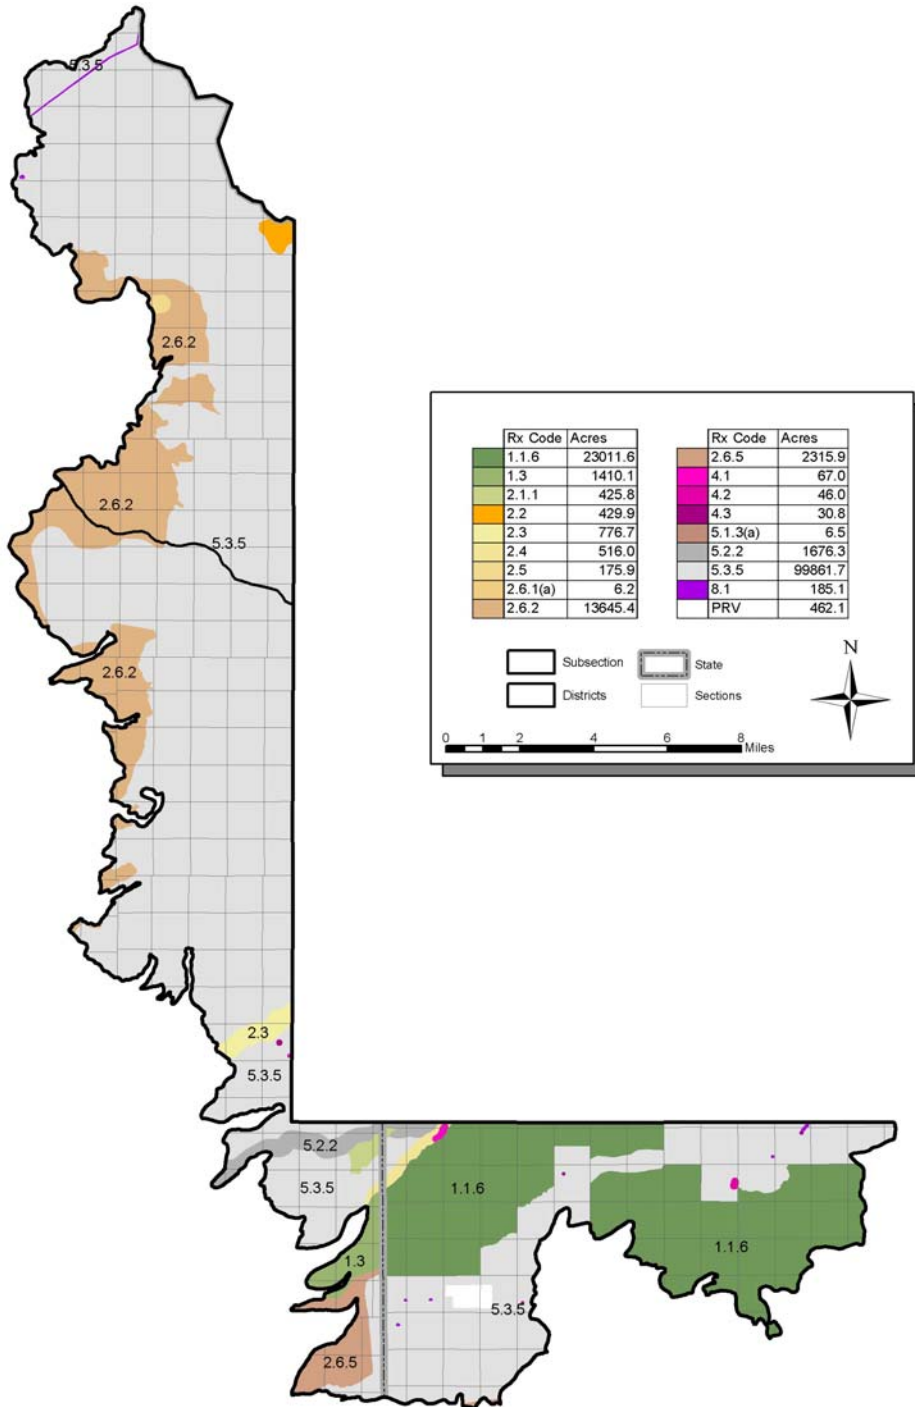 5.3.5
2.6.2
2.6.2
5.3.5
2.6.2
2.3
5.3.5
5.2.2
5.3.5
1.1.6
1.1.6
1.3
5.3.5
2.6.5
Rx Code Acres
1.1.6 23011.6
1.3 1410.1
2.1.1 425.8
2.2 429.9
2.3 776.7
2.4 516.0
2.5 175.9
2.6.1(a) 6.2
2.6.2 13645.4
Rx Code Acres
2.6.5 2315.9
4.1 67.0
4.2 46.0
4.3 30.8
5.1.3(a) 6.5
5.2.2 1676.3
5.3.5 99861.7
8.1 185.1
PRV 462.1
Subsection State
Districts Sections
N
0 1 2 4 6 8
Miles